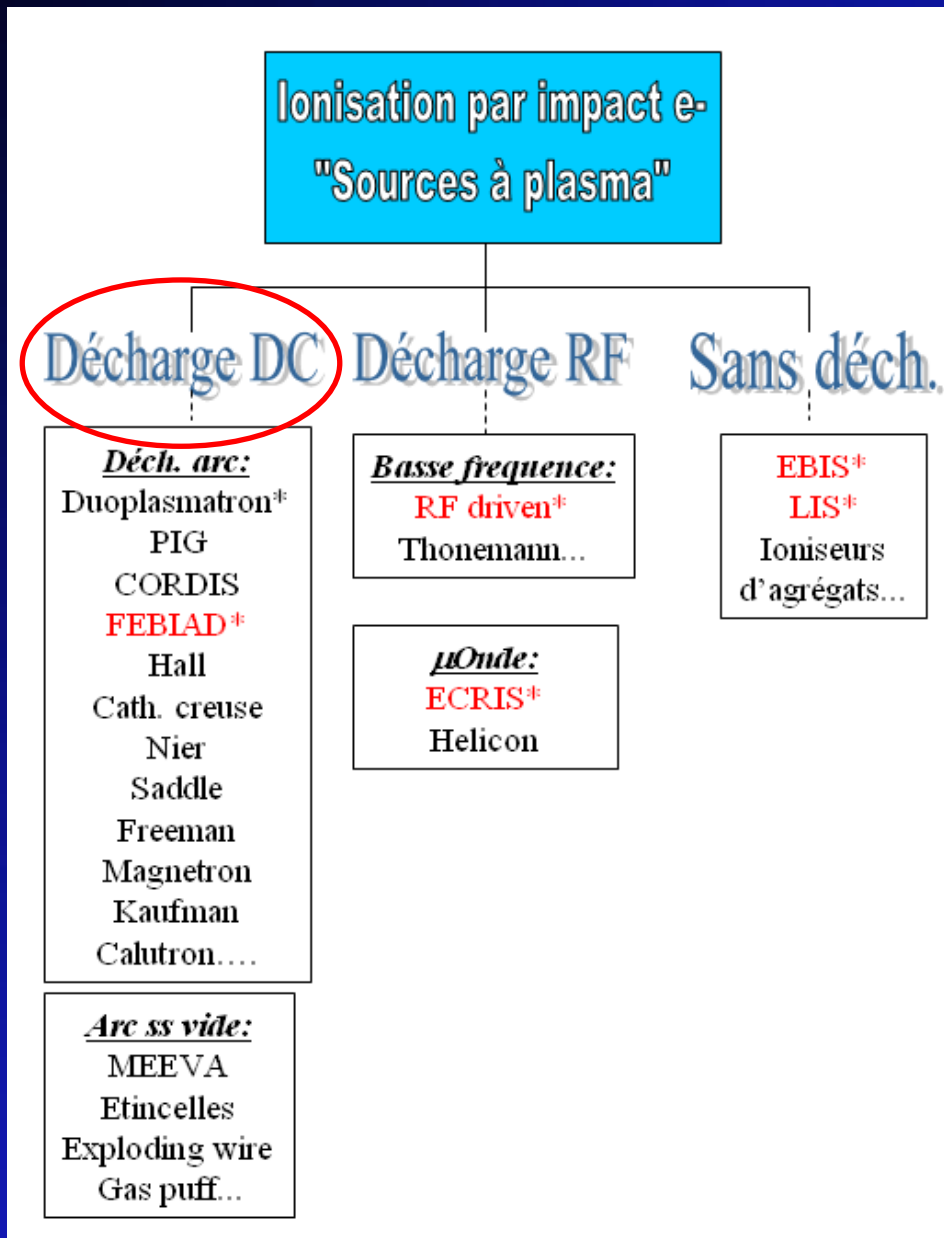 Ionisation par impact e-
"Sources à plasma"
Décharge DC
Déch. arc:
Duoplasmatron*
PIG
CORDIS
FEBIAD*
Hall
Cath. creuse
Nier
Saddle
Freeman
Magnetron
Kaufman
Calutron….
Arc ss vide:
MEEVA
Etincelles
Exploding wire
Gas puff...
Décharge RF
Basse frequence:
RF driven*
Thonemann...
µOnde:
ECRIS*
Helicon
Sans déch.
EBIS*
LIS*
Ioniseurs
d'agrégats...